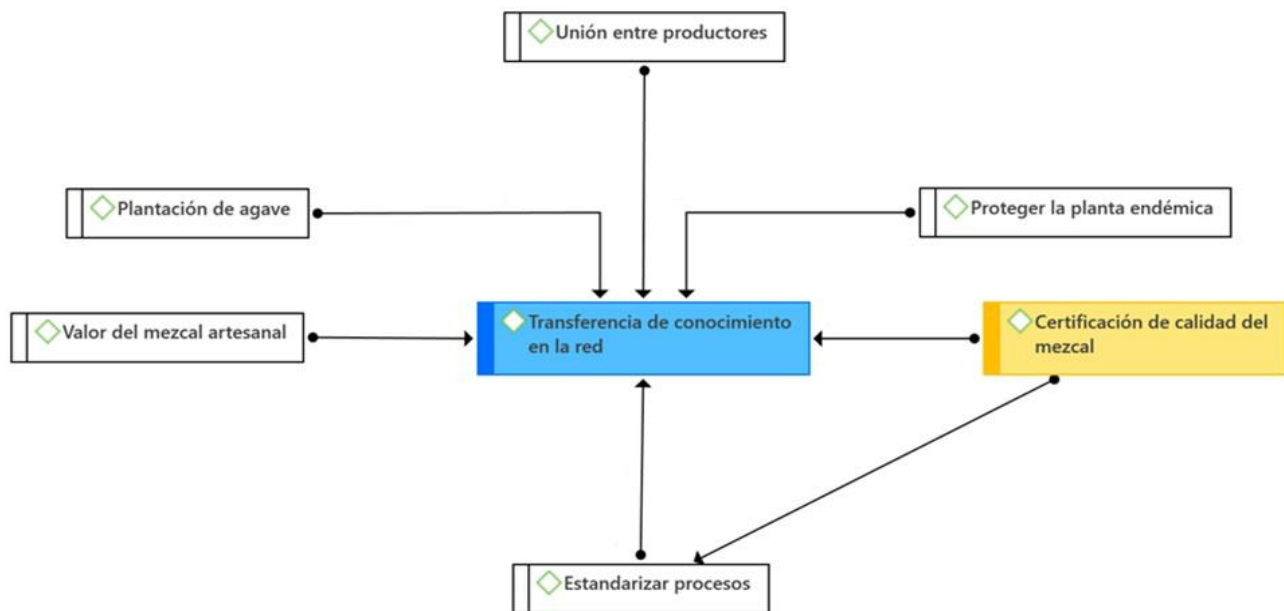 Unión entre productores
Plantación de agave
Proteger la planta endémica
Valor del mezcal artesanal
Transferencia de conocimiento
en la red
Certificación de calidad del
mezcal
Estandarizar procesos